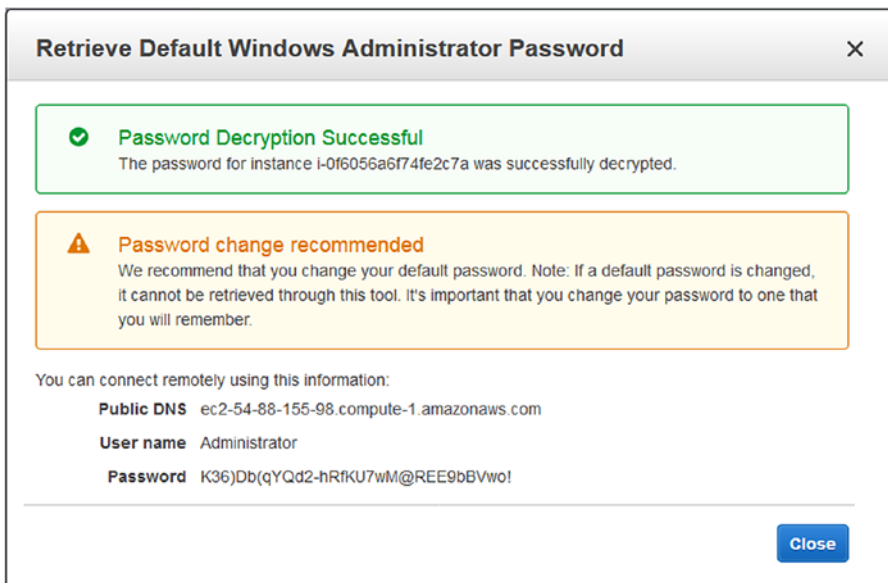 Retrieve Default Windows Administrator Password
Password Decryption Successful
The password for instance i-0f6056a6f74fe2c7a was successfully decrypted.
Password change recommended
We recommend that you change your default password. Note: If a default password is changed,
it cannot be retrieved through this tool. It's important that you change your password to one that
you will remember.
You can connect remotely using this information:
Public DNS ec2-54-88-155-98.compute-1.amazonaws.com
User name Administrator
Password K36)Db(qYQd2-hRfKU7wM@REE9bBVwo!
Close